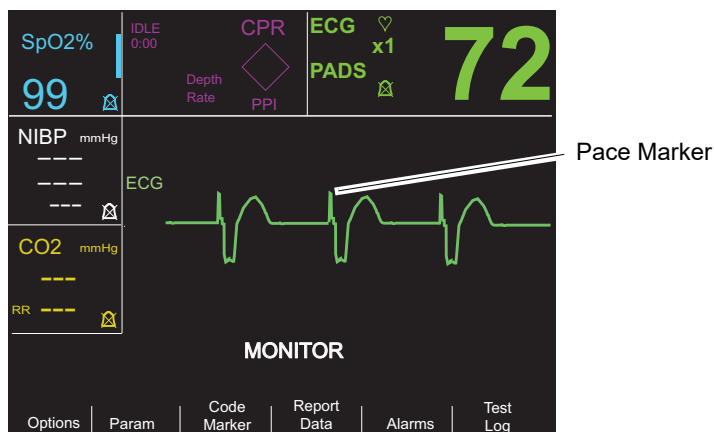 SpO2%
99
IDLE
0:00
CPR
Depth
Rate
PPI
ECG
x1
PADS
72
NIBP mmHg
---
---
---
ECG
Pace Marker
CO2 mmHg
---
RR ---
MONITOR
Options
Param
Code
Marker
Report
Data
Alarms
Test
Log